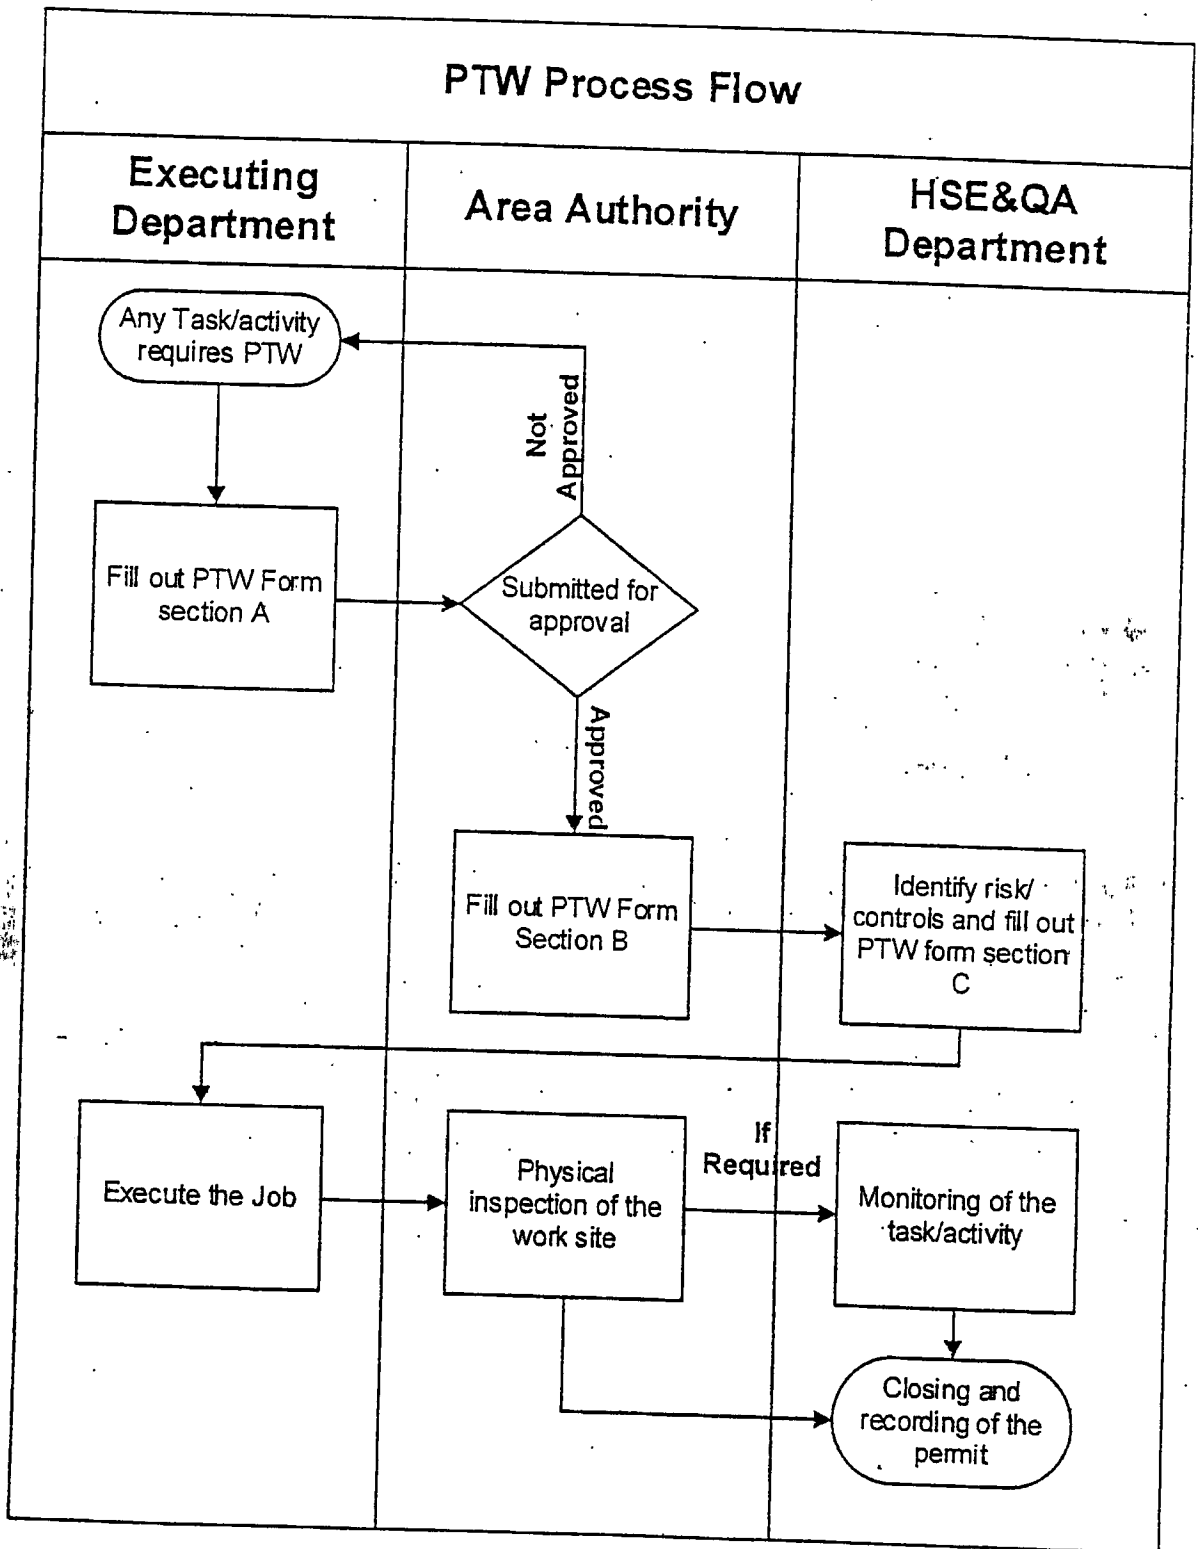 PTW Process Flow
Executing
Department
Area Authority
HSE&QA
Department
Any Task/activity
requires PTW
Not
Approved
Fill out PTW Form
section A
Submitted for
approval
Approved
Fill out PTW Form
Section B
Identify risk/
controls and fill out
PTW form section
C
Execute the Job
Physical
inspection of the
work site
If
Required
Monitoring of the
task/activity
Closing and
recording of the
permit